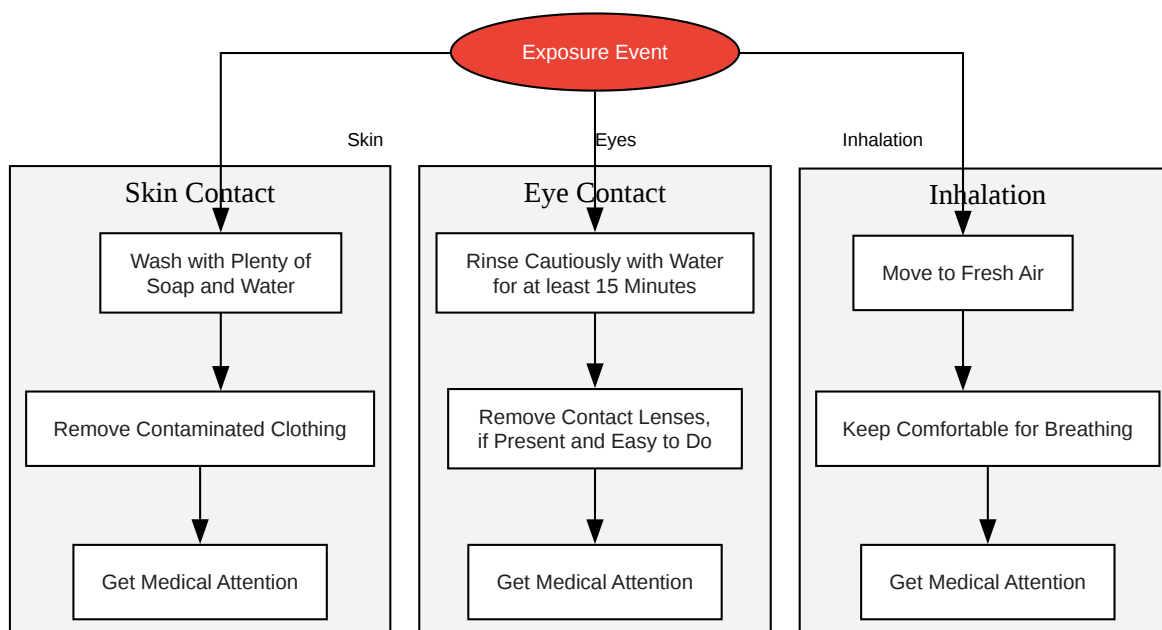 Exposure Event
Skin
Eyes
Inhalation
Skin Contact
Wash with Plenty of
Soap and Water
Remove Contaminated Clothing
Get Medical Attention
Eye Contact
Rinse Cautiously with Water
for at least 15 Minutes
Remove Contact Lenses,
if Present and Easy to Do
Get Medical Attention
Inhalation
Move to Fresh Air
Keep Comfortable for Breathing
Get Medical Attention